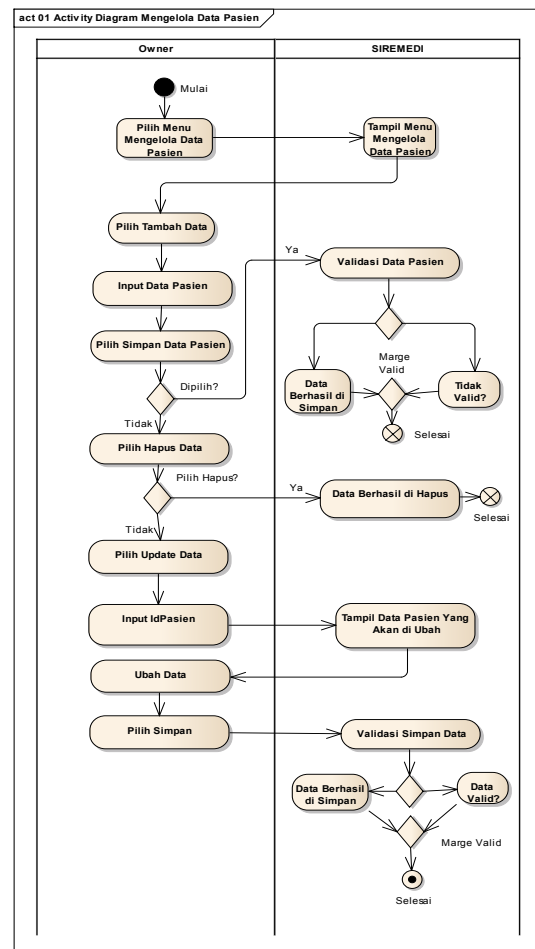 act 01 Activity Diagram Mengelola Data Pasien
Owner
SIREMEDI
Mulai
Pilih Menu
Mengelola Data
Pasien
Tampil Menu
Mengelola
Data Pasien
Pilih Tambah Data
Ya
Validasi Data Pasien
Input Data Pasien
Pilih Simpan Data Pasien
Marge
Valid
Data
Berhasil di
Simpan
Tidak
Valid?
Dipilih?
Tidak
Selesai
Pilih Hapus Data
Pilih Hapus?
Ya
Data Berhasil di Hapus
Selesai
Tidak
Pilih Update Data
Input IdPasien
Tampil Data Pasien Yang
Akan di Ubah
Ubah Data
Pilih Simpan
Validasi Simpan Data
Data Berhasil
di Simpan
Data
Valid?
Marge Valid
Selesai